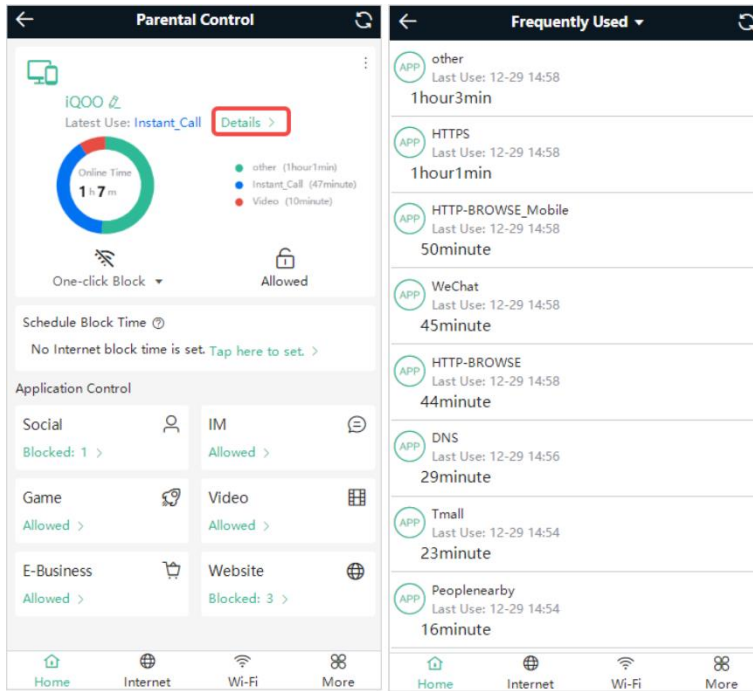 Parental Control
iQOO
Latest Use: Instant_Call Details >
Online Time
1 h 7 m
other (1hour1min)
Instant_Call (47minute)
Video (10minute)
One-click Block ▼
Allowed
Schedule Block Time ?
No Internet block time is set. Tap here to set. >
Application Control
Social
Blocked: 1 >
IM
Allowed >
Game
Allowed >
Video
Allowed >
E-Business
Allowed >
Website
Blocked: 3 >
Home Internet Wi-Fi More
Frequently Used ▼
APP other
Last Use: 12-29 14:58
1hour3min
APP HTTPS
Last Use: 12-29 14:58
1hour1min
APP HTTP-BROWSE_Mobile
Last Use: 12-29 14:58
50minute
APP WeChat
Last Use: 12-29 14:58
45minute
APP HTTP-BROWSE
Last Use: 12-29 14:58
44minute
APP DNS
Last Use: 12-29 14:56
29minute
APP Tmall
Last Use: 12-29 14:54
23minute
APP Peoplenearby
Last Use: 12-29 14:54
16minute
Home Internet Wi-Fi More